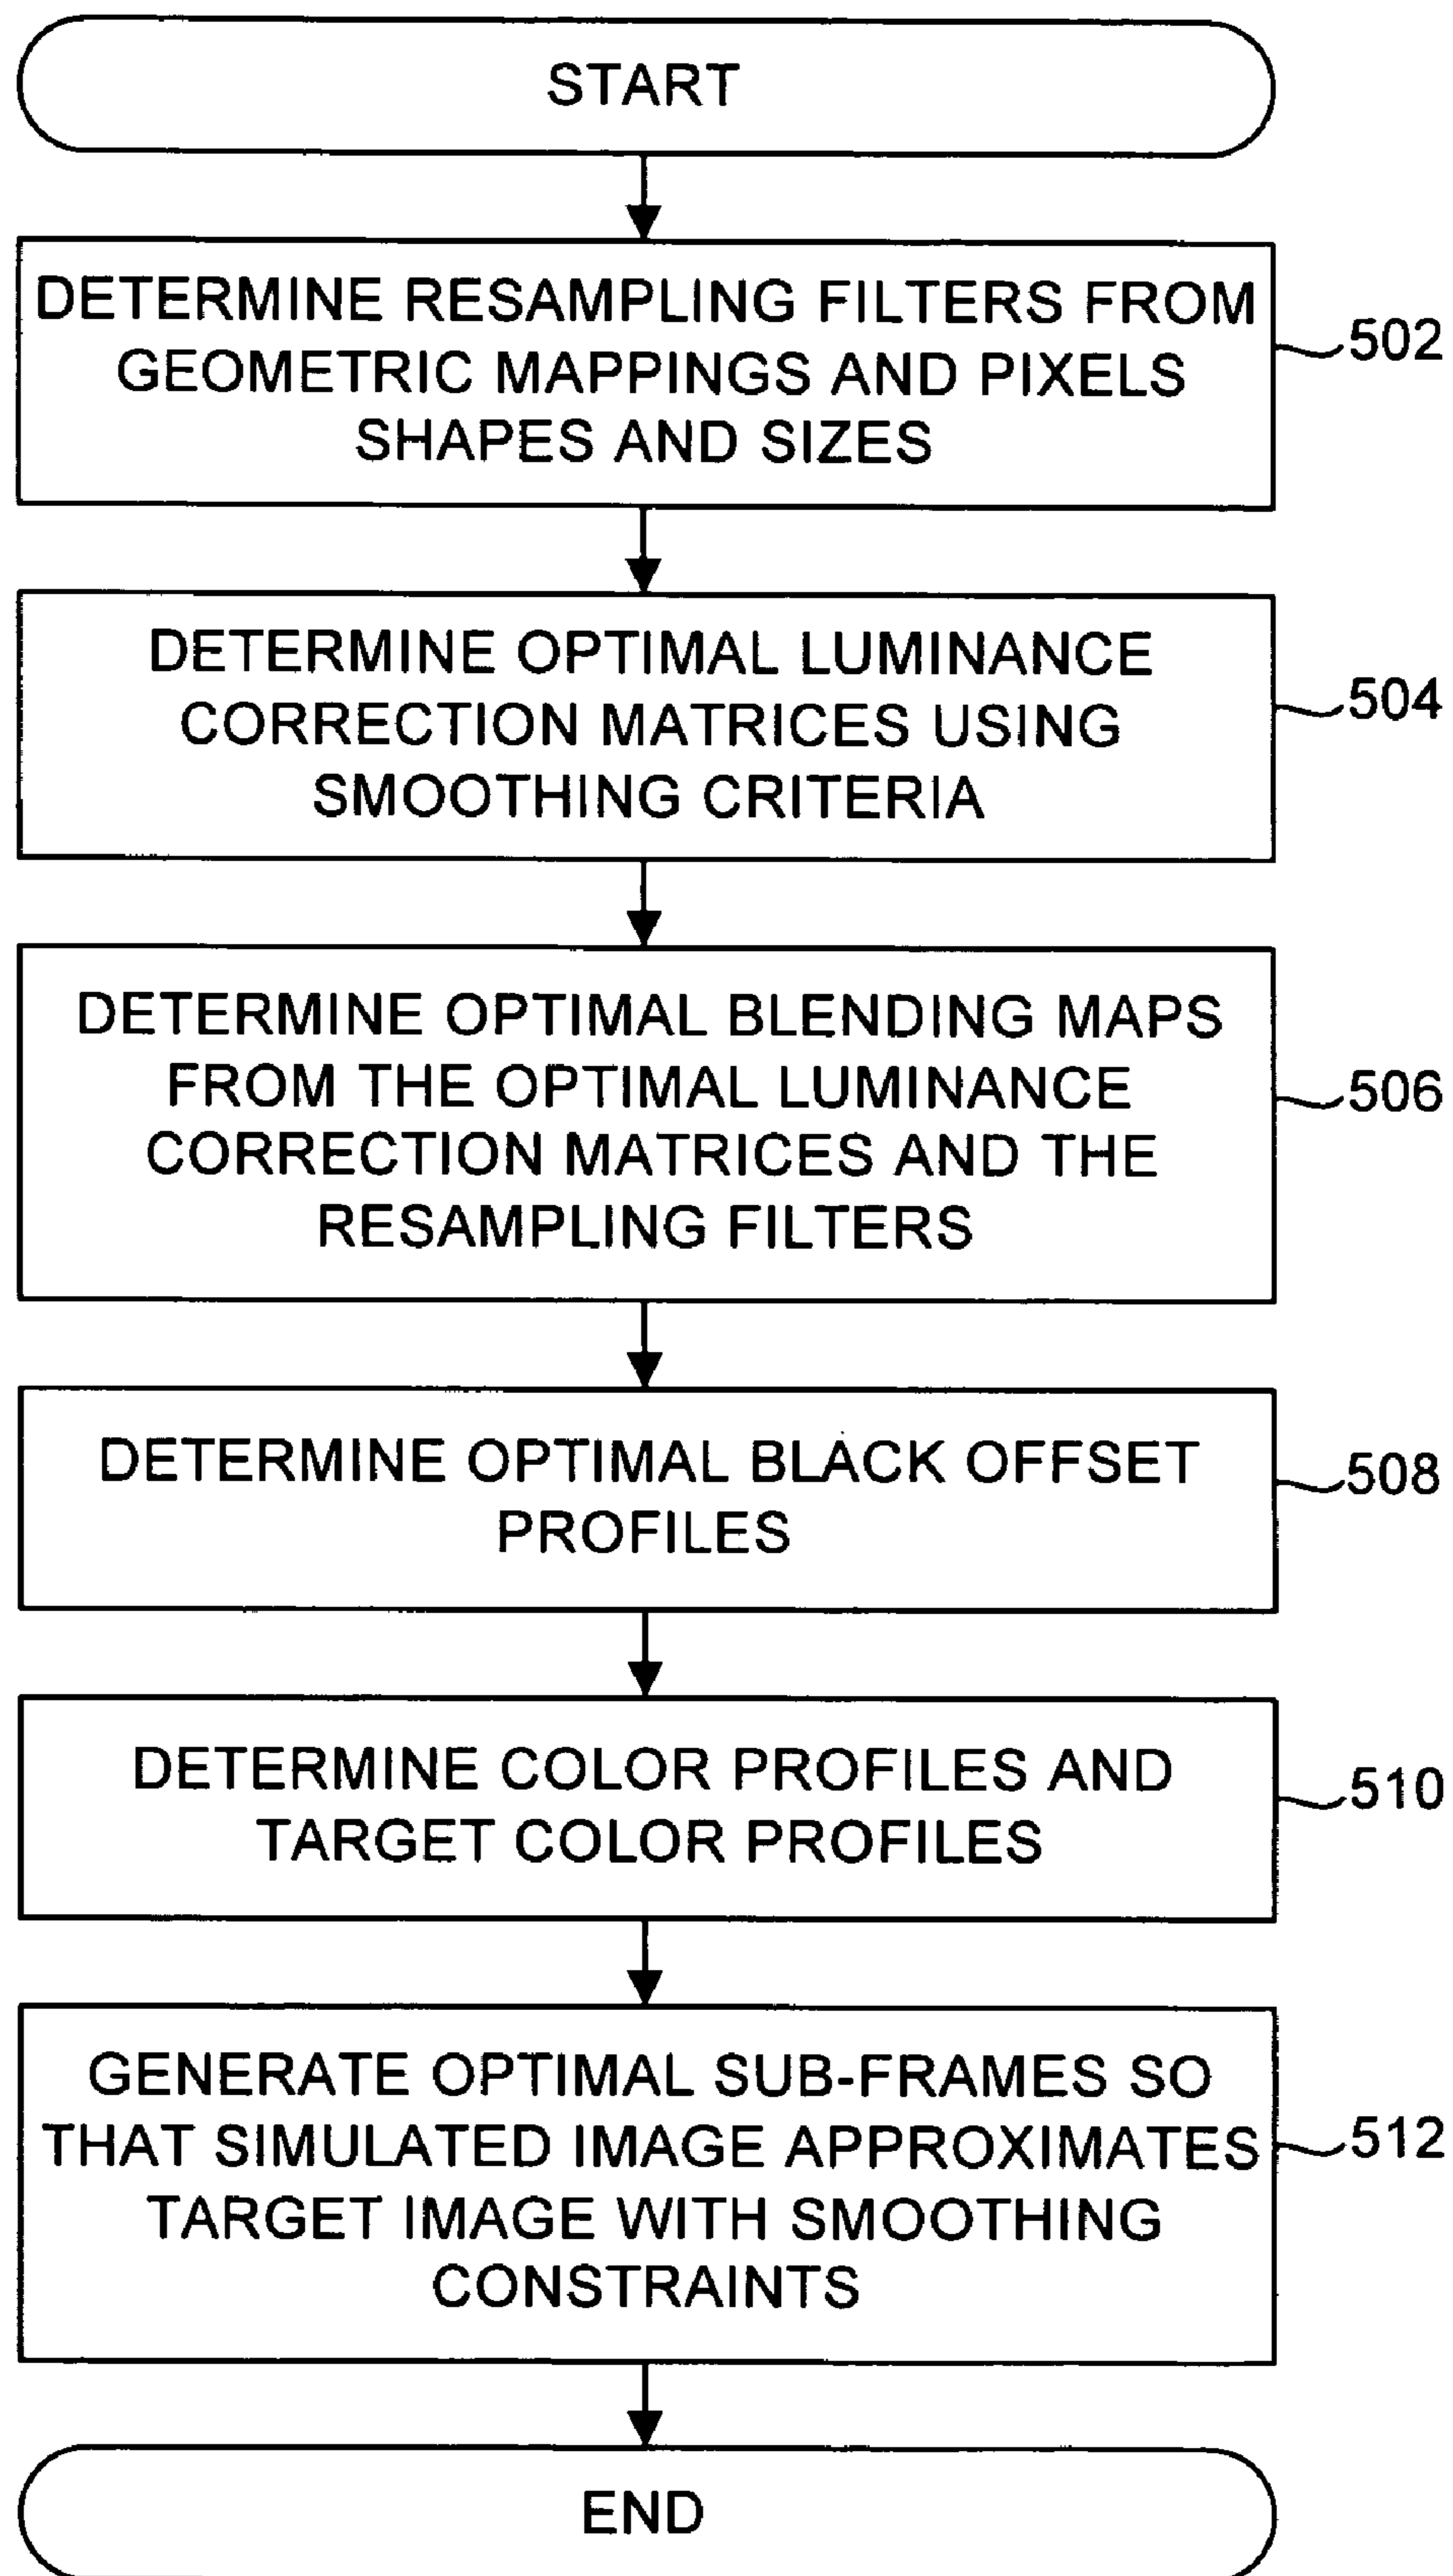 START
DETERMINE RESAMPLING FILTERS FROM
GEOMETRIC MAPPINGS AND PIXELS
SHAPES AND SIZES
502
DETERMINE OPTIMAL LUMINANCE
CORRECTION MATRICES USING
SMOOTHING CRITERIA
504
DETERMINE OPTIMAL BLENDING MAPS
FROM THE OPTIMAL LUMINANCE
CORRECTION MATRICES AND THE
RESAMPLING FILTERS
506
DETERMINE OPTIMAL BLACK OFFSET
PROFILES
508
DETERMINE COLOR PROFILES AND
TARGET COLOR PROFILES
510
GENERATE OPTIMAL SUB-FRAMES SO
THAT SIMULATED IMAGE APPROXIMATES
TARGET IMAGE WITH SMOOTHING
CONSTRAINTS
512
END